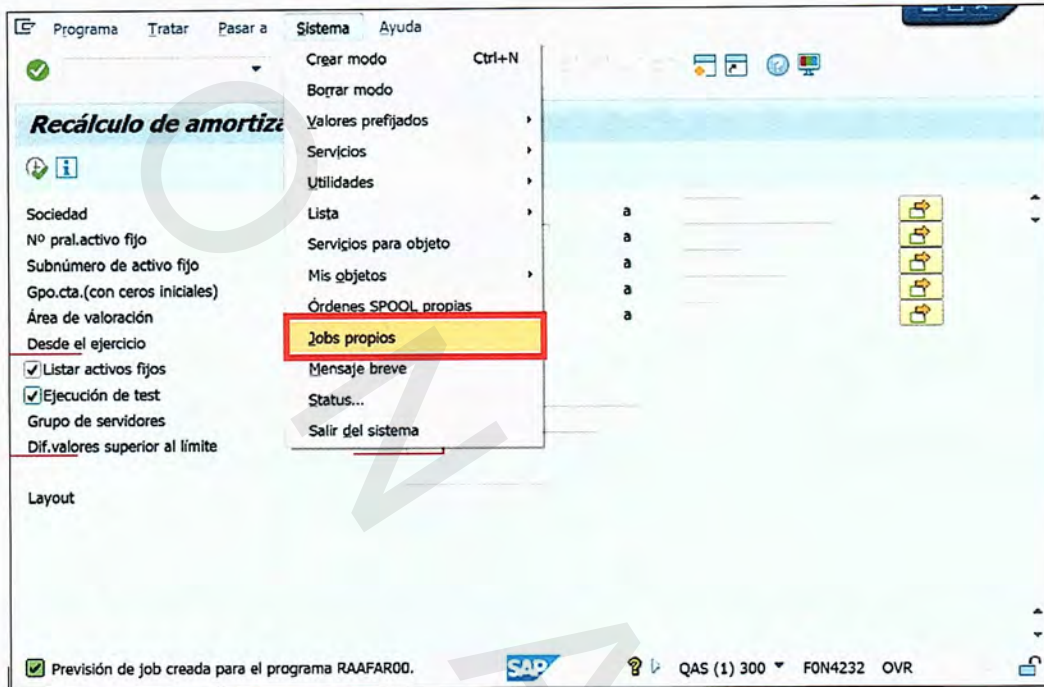 Programa Tratar Pasar a Sistema Ayuda
Crear modo Ctrl+N
Borrar modo
Recálculo de amortiza
Valores prefijados
Servicios
Utilidades
Sociedad Lista a
Nº pral.activo fijo Servicios para objeto a
Subnúmero de activo fijo Mis objetos a
Gpo.cta.(con ceros iniciales) Órdenes SPOOL propias a
Área de valoración a
Desde el ejercicio Jobs propios
Listar activos fijos Mensaje breve
Ejecución de test Status...
Grupo de servidores Salir del sistema
Dif.valores superior al límite
Layout
Previsión de job creada para el programa RAAFAR00. SAP QAS (1) 300 F0N4232 OVR